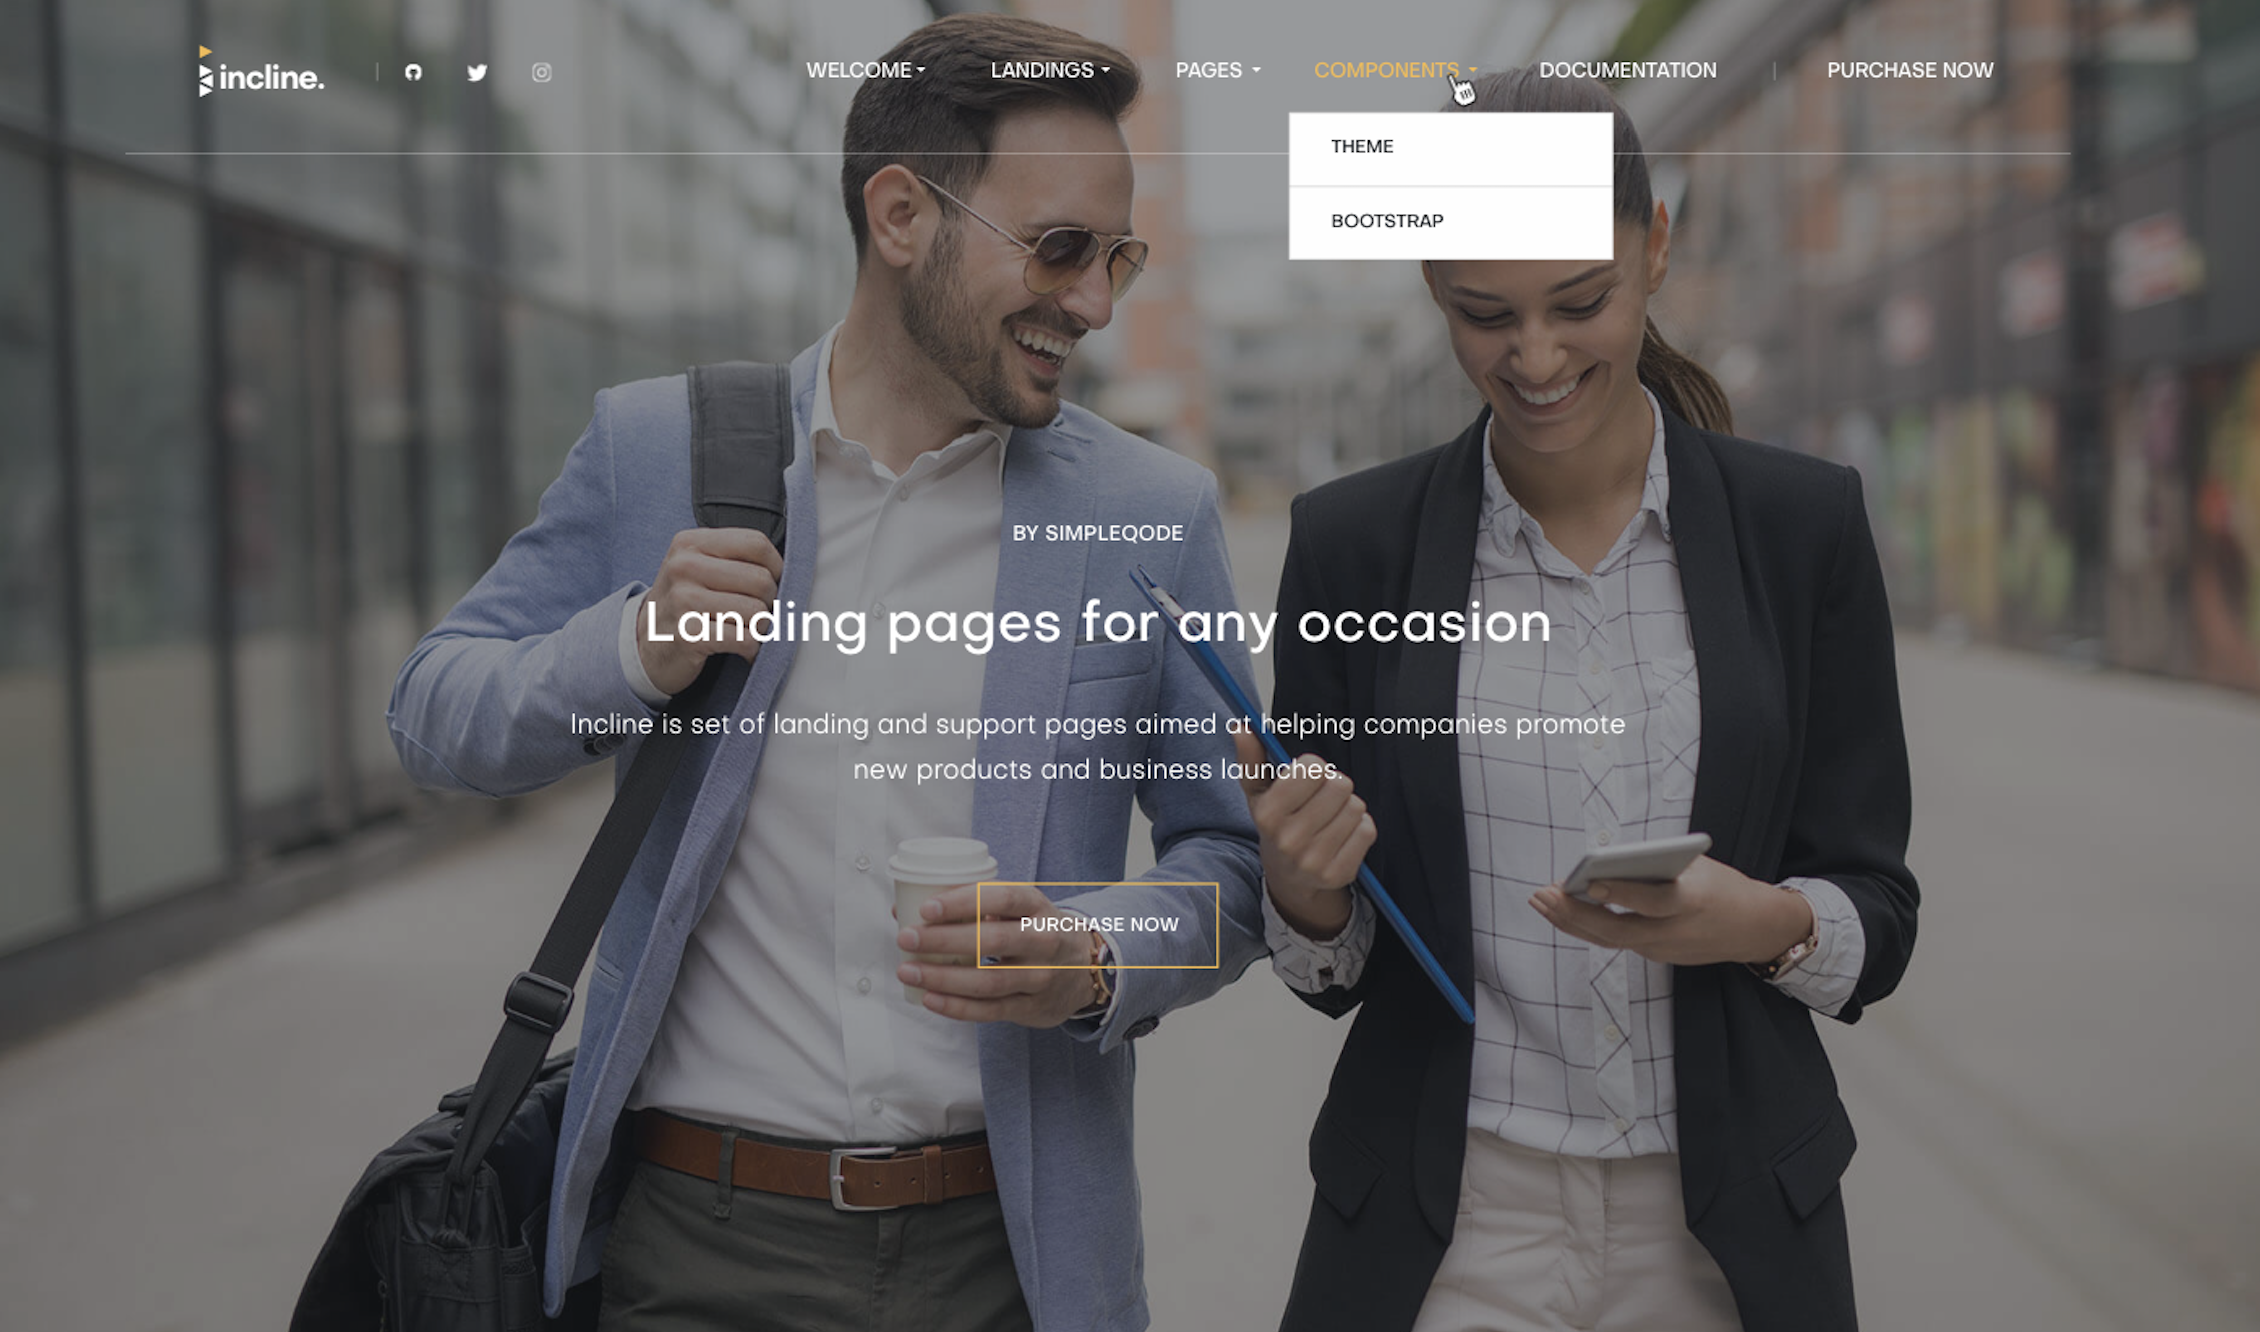 incline.
WELCOME
LANDINGS
PAGES
COMPONENTS
DOCUMENTATION
PURCHASE NOW
THEME
BOOTSTRAP
BY SIMPLEQODE
Landing pages for any occasion
Incline is set of landing and support pages aimed at helping companies promote
new products and business launches.
PURCHASE NOW